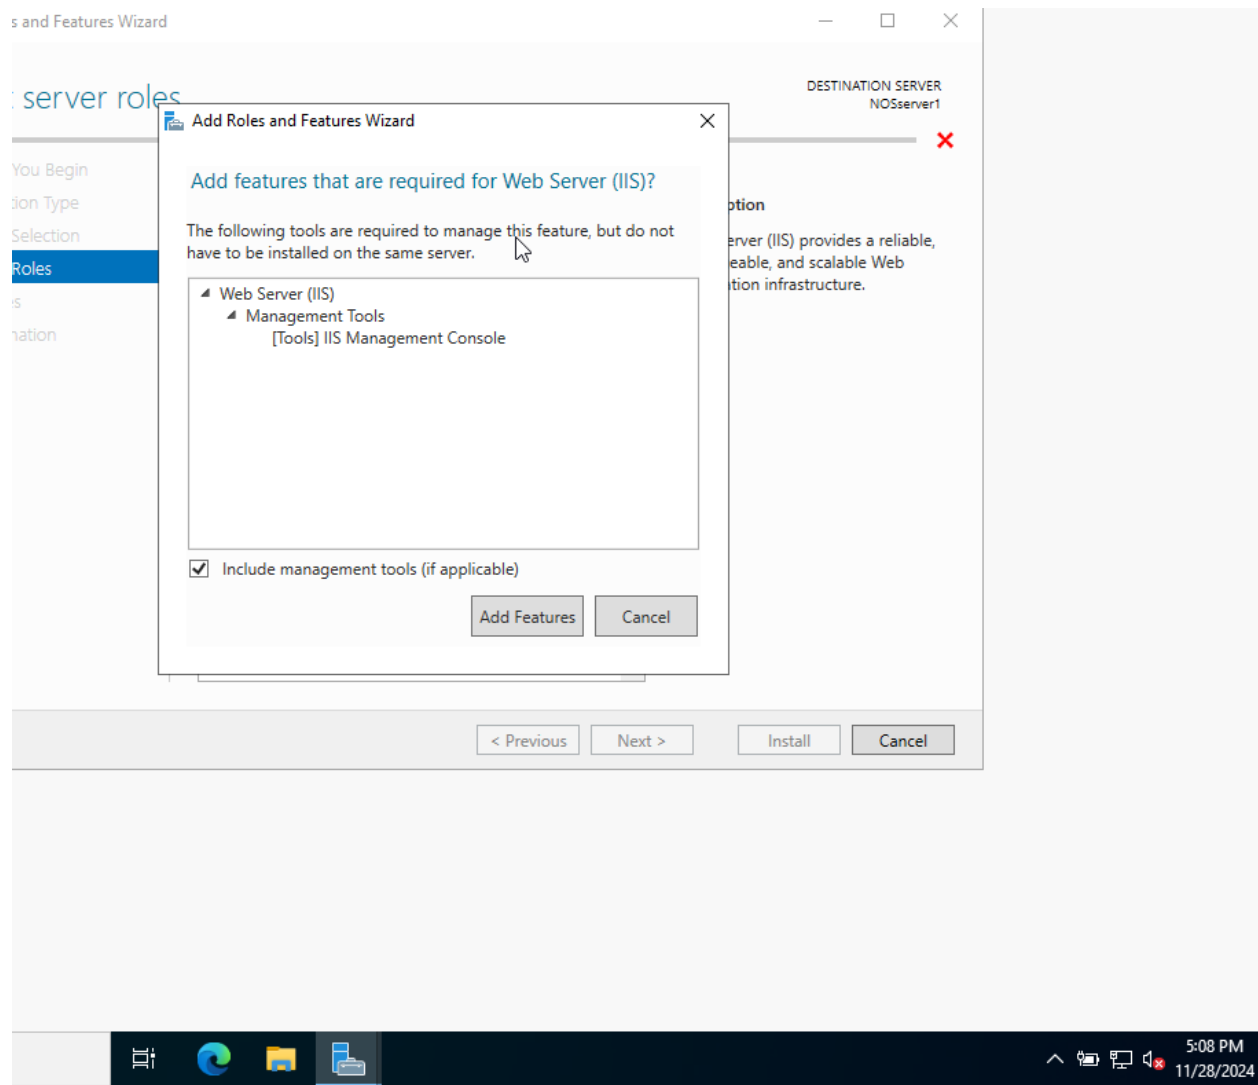 s and Features Wizard
server roles
DESTINATION SERVER
NOSserver1
Add Roles and Features Wizard
Add features that are required for Web Server (IIS)?
The following tools are required to manage this feature, but do not
have to be installed on the same server.
Web Server (IIS)
Management Tools
[Tools] IIS Management Console
Include management tools (if applicable)
Add Features
Cancel
You Begin
tion Type
Selection
Roles
es
mation
ption
erver (IIS) provides a reliable,
eable, and scalable Web
tion infrastructure.
< Previous
Next >
Install
Cancel
5:08 PM
11/28/2024